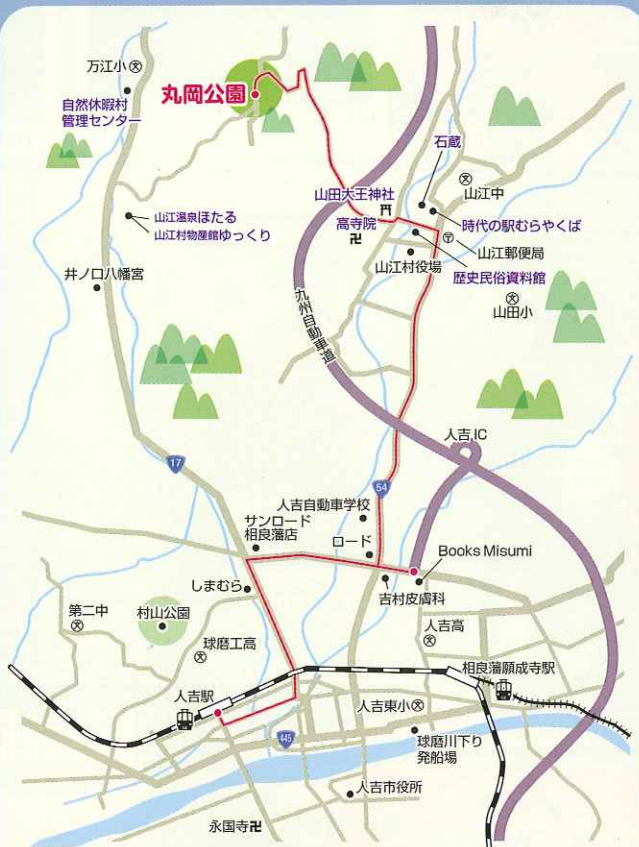 万江小
文
自然休暇村
管理センター
丸岡公園
石蔵
文
山江中
山田大王神社
高寺院
卍
時代の駅むらやくば
〒
山江郵便局
山江村役場
歴史民俗資料館
文
山田小
山江温泉ほたる
山江村物産館ゆっくり
井ノ口八幡宮
九州自動車道
人吉IC
17
54
人吉自動車学校
サンロード
相良藩店
ロード
Books Misumi
しまむら
吉村皮膚科
第二中
文
村山公園
球磨工高
文
人吉高
文
相良藩願成寺駅
人吉駅
人吉東小
文
445
球磨川下り
発船場
人吉市役所
永国寺卍